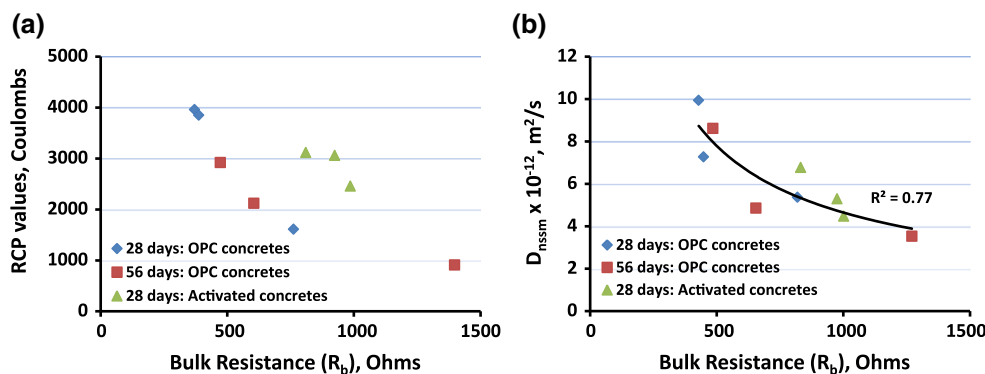 (a)
RCP values, Coulombs
5000
4000
3000
2000
1000
0
28 days: OPC concretes
56 days: OPC concretes
28 days: Activated concretes
0 500 1000 1500
Bulk Resistance (Rb), Ohms
(b)
Dnssm x 10-12, m2/s
12
10
8
6
4
2
0
R² = 0.77
28 days: OPC concretes
56 days: OPC concretes
28 days: Activated concretes
0 500 1000 1500
Bulk Resistance (Rb), Ohms